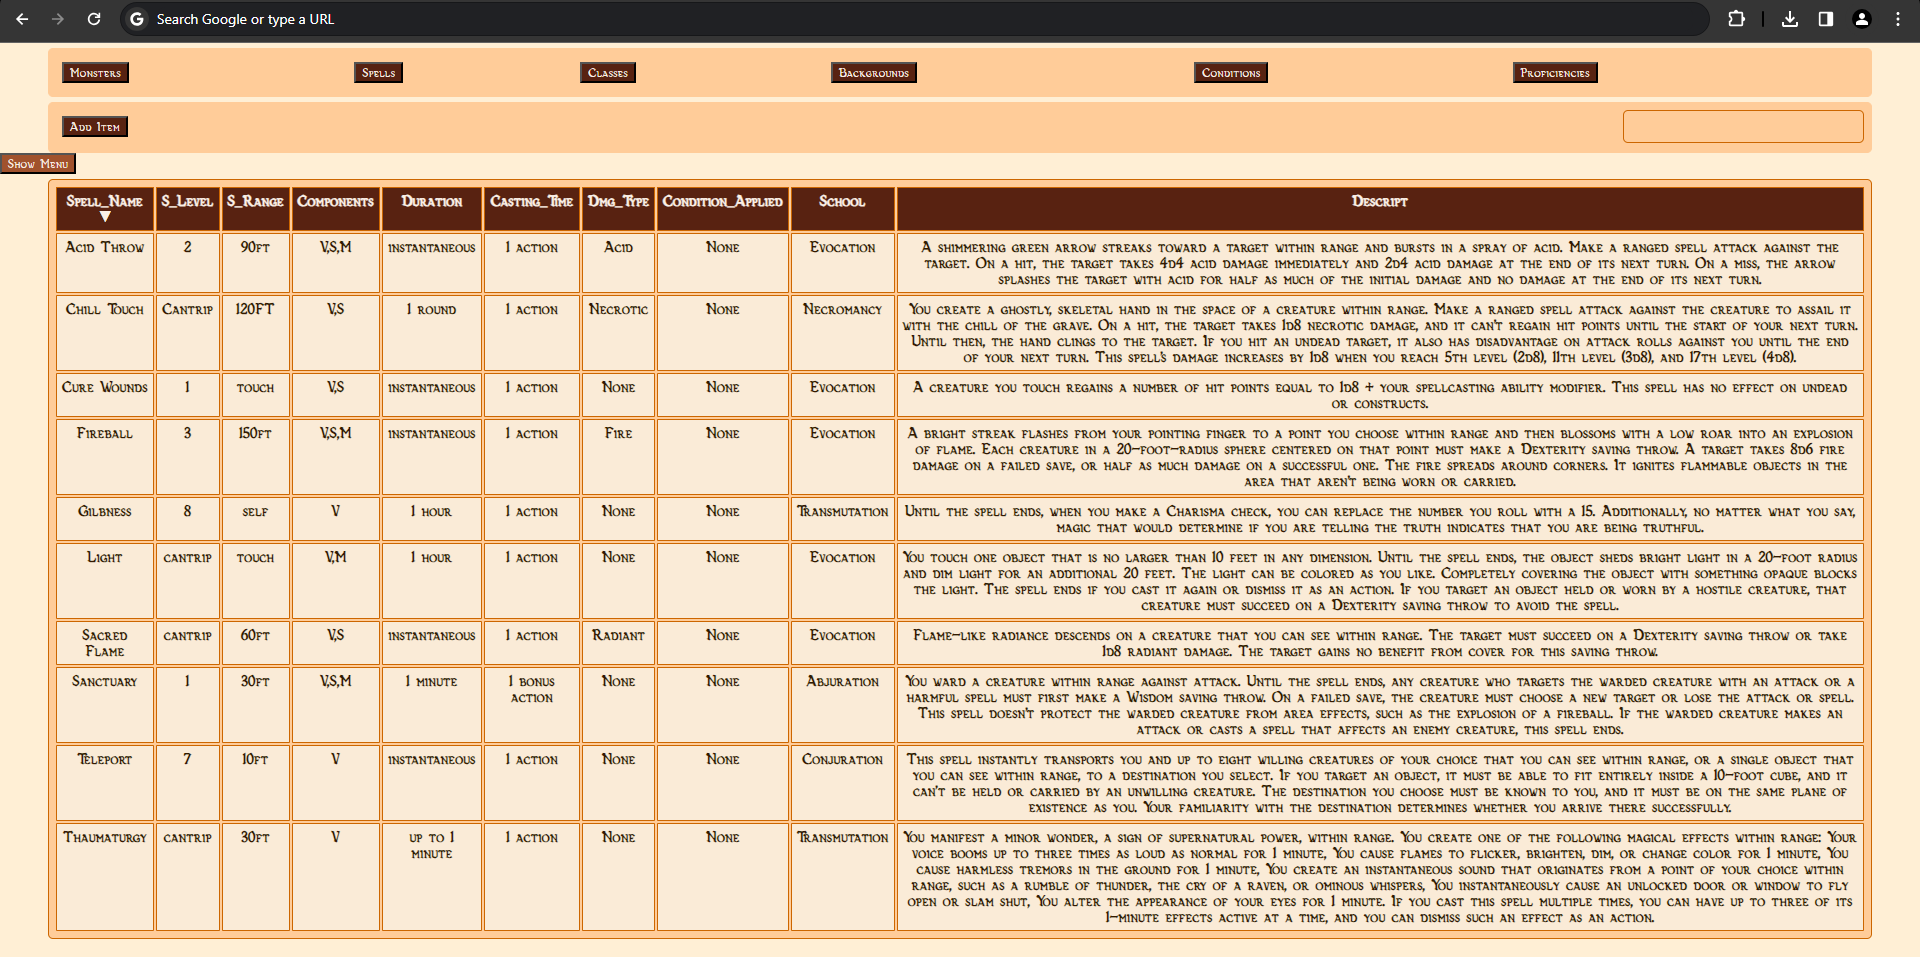 Search Google or type a URL
Monsters Spells Classes Backgrounds Conditions Proficiencies
Add Item
Show Menu
Spell_Name ▼ S_Level S_Range Components Duration Casting_Time Dmg_Type Condition_Applied School Descript
Acid Throw 2 90ft V,S,M instantaneous 1 action Acid None Evocation A shimmering green arrow streaks toward a target within range and bursts in a spray of acid. Make a ranged spell attack against the
target. On a hit, the target takes 4d4 acid damage immediately and 2d4 acid damage at the end of its next turn. On a miss, the arrow
splashes the target with acid for half as much of the initial damage and no damage at the end of its next turn.
Chill Touch Cantrip 120FT V,S 1 round 1 action Necrotic None Necromancy You create a ghostly, skeletal hand in the space of a creature within range. Make a ranged spell attack against the creature to assail it
with the chill of the grave. On a hit, the target takes 1d8 necrotic damage, and it can't regain hit points until the start of your next turn.
Until then, the hand clings to the target. If you hit an undead target, it also has disadvantage on attack rolls against you until the end
of your next turn. This spell's damage increases by 1d8 when you reach 5th level (2d8), 11th level (3d8), and 17th level (4d8).
Cure Wounds 1 touch V,S instantaneous 1 action None None Evocation A creature you touch regains a number of hit points equal to 1d8 + your spellcasting ability modifier. This spell has no effect on undead
or constructs.
Fireball 3 150ft V,S,M instantaneous 1 action Fire None Evocation A bright streak flashes from your pointing finger to a point you choose within range and then blossoms with a low roar into an explosion
of flame. Each creature in a 20-foot-radius sphere centered on that point must make a Dexterity saving throw. A target takes 8d6 fire
damage on a failed save, or half as much damage on a successful one. The fire spreads around corners. It ignites flammable objects in the
area that aren't being worn or carried.
Gilbness 8 self V 1 hour 1 action None None Transmutation Until the spell ends, when you make a Charisma check, you can replace the number you roll with a 15. Additionally, no matter what you say,
magic that would determine if you are telling the truth indicates that you are being truthful.
Light cantrip touch V,M 1 hour 1 action None None Evocation You touch one object that is no larger than 10 feet in any dimension. Until the spell ends, the object sheds bright light in a 20-foot radius
and dim light for an additional 20 feet. The light can be colored as you like. Completely covering the object with something opaque blocks
the light. The spell ends if you cast it again or dismiss it as an action. If you target an object held or worn by a hostile creature, that
creature must succeed on a Dexterity saving throw to avoid the spell.
Sacred Flame cantrip 60ft V,S instantaneous 1 action Radiant None Evocation Flame-like radiance descends on a creature that you can see within range. The target must succeed on a Dexterity saving throw or take
1d8 radiant damage. The target gains no benefit from cover for this saving throw.
Sanctuary 1 30ft V,S,M 1 minute 1 bonus action None None Abjuration You ward a creature within range against attack. Until the spell ends, any creature who targets the warded creature with an attack or a
harmful spell must first make a Wisdom saving throw. On a failed save, the creature must choose a new target or lose the attack or spell.
This spell doesn't protect the warded creature from area effects, such as the explosion of a fireball. If the warded creature makes an
attack or casts a spell that affects an enemy creature, this spell ends.
Teleport 7 10ft V instantaneous 1 action None None Conjuration This spell instantly transports you and up to eight willing creatures of your choice that you can see within range, or a single object that
you can see within range, to a destination you select. If you target an object, it must be able to fit entirely inside a 10-foot cube, and it
can't be held or carried by an unwilling creature. The destination you choose must be known to you, and it must be on the same plane of
existence as you. Your familiarity with the destination determines whether you arrive there successfully.
Thaumaturgy cantrip 30ft V up to 1 minute 1 action None None Transmutation You manifest a minor wonder, a sign of supernatural power, within range. You create one of the following magical effects within range: Your
voice booms up to three times as loud as normal for 1 minute, You cause flames to flicker, brighten, dim, or change color for 1 minute, You
cause harmless tremors in the ground for 1 minute, You create an instantaneous sound that originates from a point of your choice within
range, such as a rumble of thunder, the cry of a raven, or ominous whispers, You instantaneously cause an unlocked door or window to fly
open or slam shut, You alter the appearance of your eyes for 1 minute. If you cast this spell multiple times, you can have up to three of its
1-minute effects active at a time, and you can dismiss such an effect as an action.